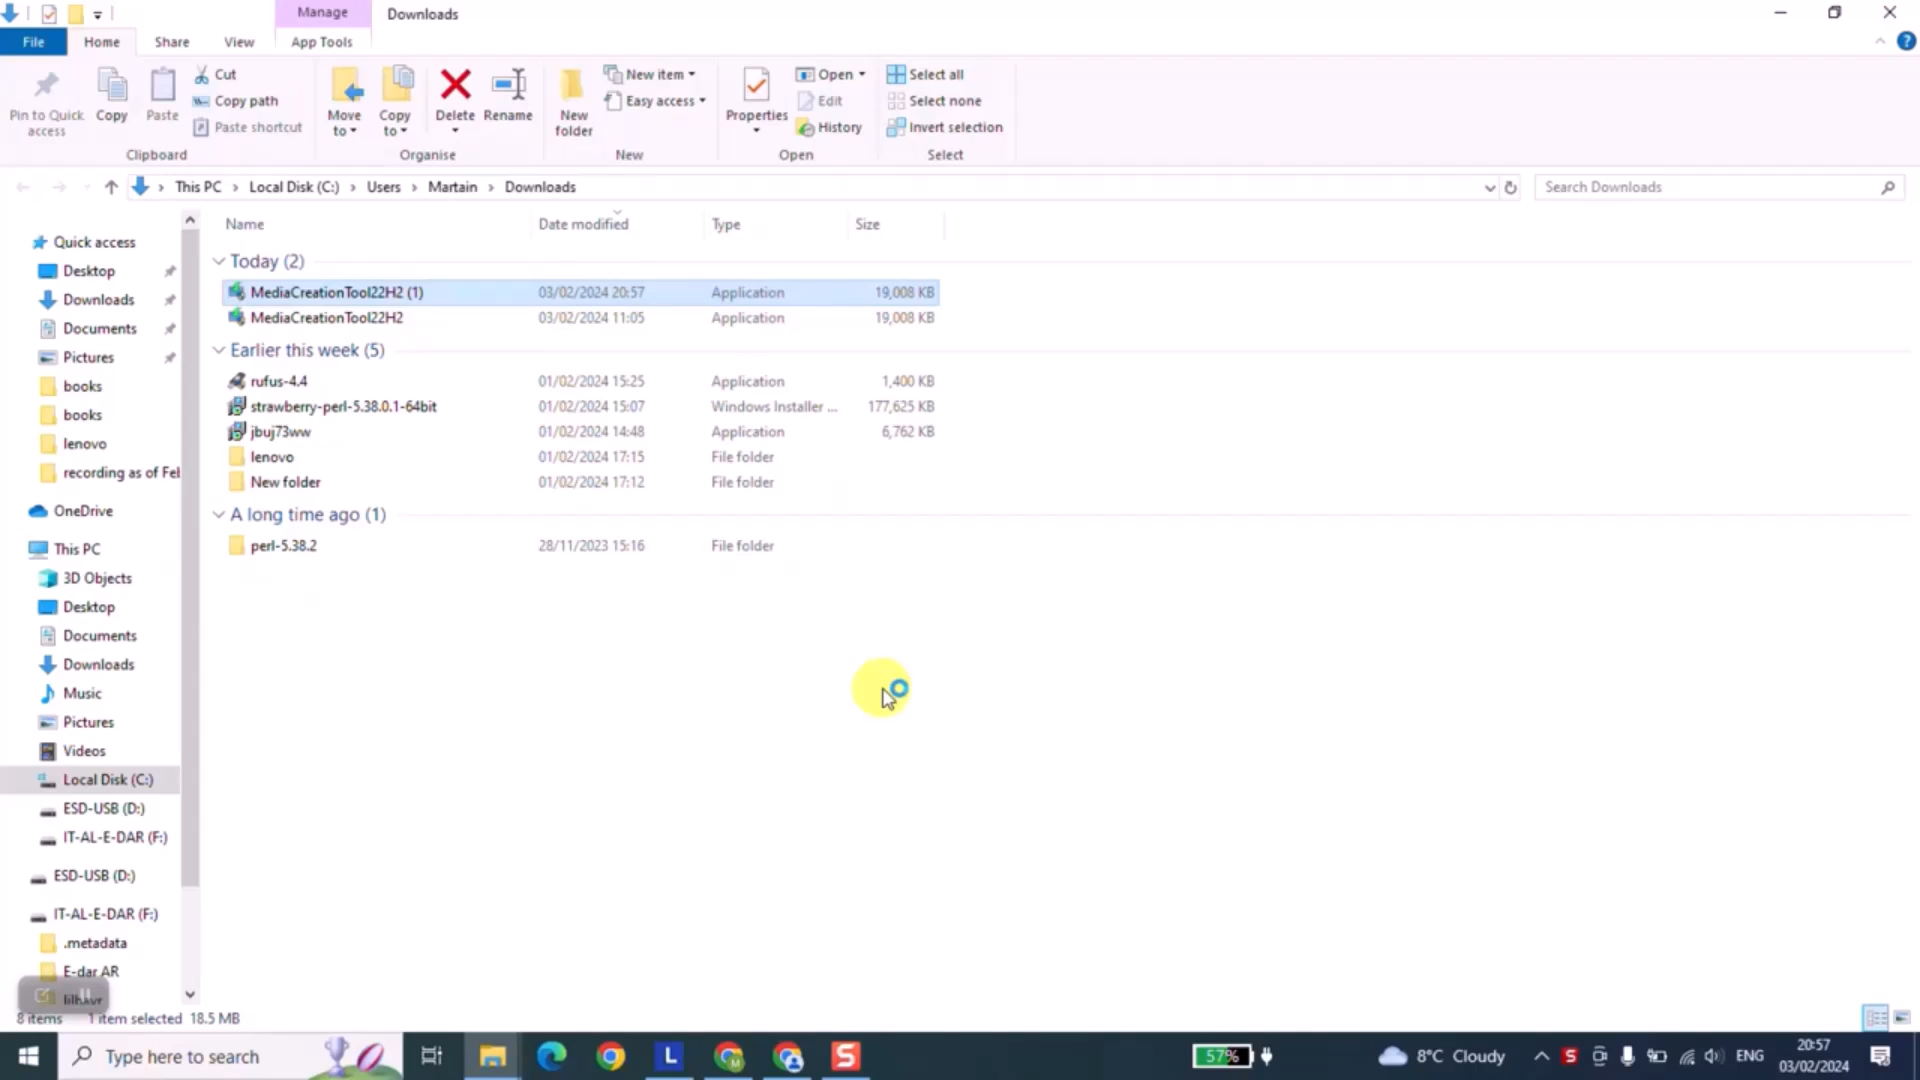 Manage
Downloads
File
Home
Share
View
App Tools
Pin to Quick
access
Copy
Paste
Cut
Copy path
Paste shortcut
Clipboard
Move
to
Copy
to
Delete
Rename
Organise
New
folder
New item
Easy access
New
Properties
Open
Edit
History
Open
Select all
Select none
Invert selection
Select
This PC > Local Disk (C:) > Users > Martain > Downloads
Search Downloads
Name Date modified Type Size
Today (2)
MediaCreationTool22H2 (1) 03/02/2024 20:57 Application 19,008 KB
MediaCreationTool22H2 03/02/2024 11:05 Application 19,008 KB
Earlier this week (5)
rufus-4.4 01/02/2024 15:25 Application 1,400 KB
strawberry-perl-5.38.0.1-64bit 01/02/2024 15:07 Windows Installer ... 177,625 KB
jbuj73ww 01/02/2024 14:48 Application 6,762 KB
lenovo 01/02/2024 17:15 File folder
New folder 01/02/2024 17:12 File folder
A long time ago (1)
perl-5.38.2 28/11/2023 15:16 File folder
Quick access
Desktop
Downloads
Documents
Pictures
books
books
lenovo
recording as of Fel
OneDrive
This PC
3D Objects
Desktop
Documents
Downloads
Music
Pictures
Videos
Local Disk (C:)
ESD-USB (D:)
IT-AL-E-DAR (F:)
ESD-USB (D:)
IT-AL-E-DAR (F:)
.metadata
E-dar AR
8 items 1 item selected 18.5 MB
Type here to search
L
M
S
57%
8°C Cloudy
S
ENG
20:57
03/02/2024